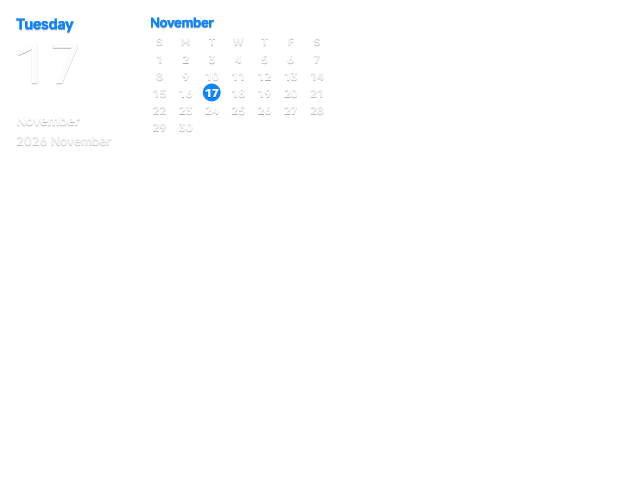 Tuesday
17
November
2026 November
November
S M T W T F S
1 2 3 4 5 6 7
8 9 10 11 12 13 14
15 16 17 18 19 20 21
22 23 24 25 26 27 28
29 30